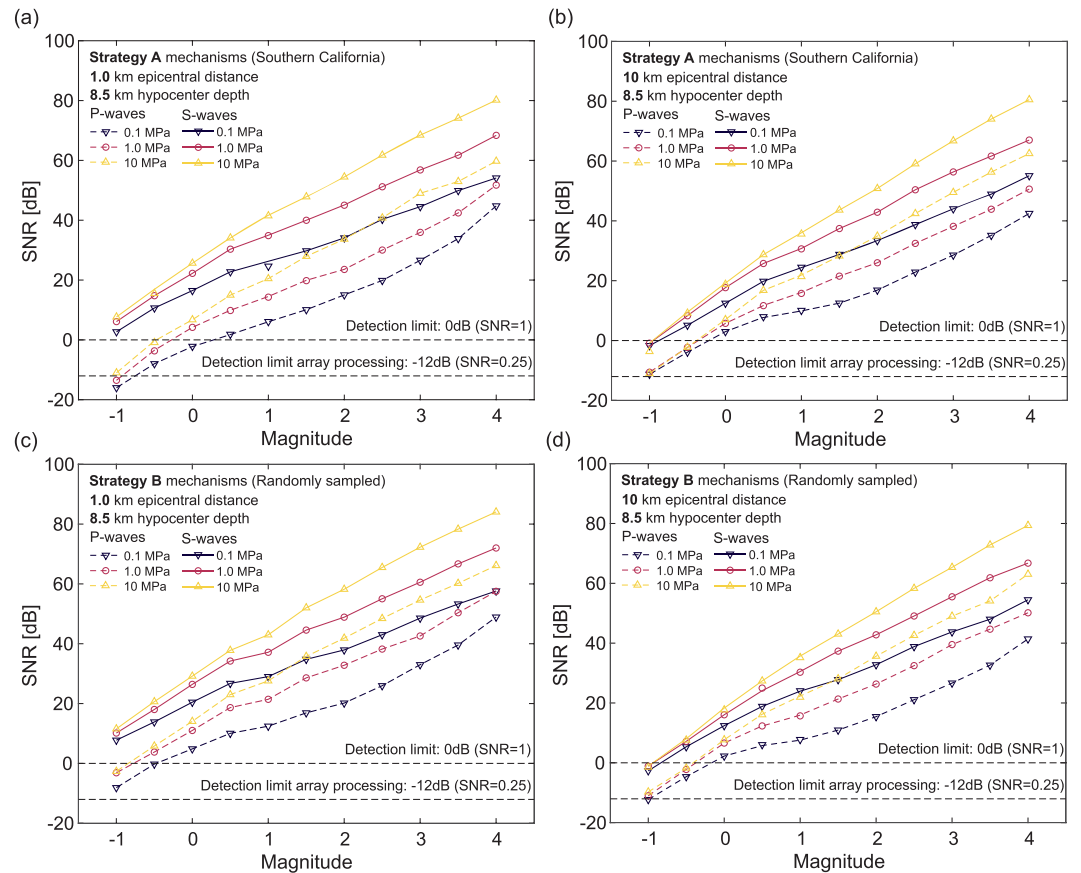 (a)
100
80
60
40
20
0
-20
SNR [dB]
Strategy A mechanisms (Southern California)
1.0 km epicentral distance
8.5 km hypocenter depth
P-waves S-waves
0.1 MPa 0.1 MPa
1.0 MPa 1.0 MPa
10 MPa 10 MPa
Detection limit: 0dB (SNR=1)
Detection limit array processing: -12dB (SNR=0.25)
-1 0 1 2 3 4
Magnitude
(b)
100
80
60
40
20
0
-20
SNR [dB]
Strategy A mechanisms (Southern California)
10 km epicentral distance
8.5 km hypocenter depth
P-waves S-waves
0.1 MPa 0.1 MPa
1.0 MPa 1.0 MPa
10 MPa 10 MPa
Detection limit: 0dB (SNR=1)
Detection limit array processing: -12dB (SNR=0.25)
-1 0 1 2 3 4
Magnitude
(c)
100
80
60
40
20
0
-20
SNR [dB]
Strategy B mechanisms (Randomly sampled)
1.0 km epicentral distance
8.5 km hypocenter depth
P-waves S-waves
0.1 MPa 0.1 MPa
1.0 MPa 1.0 MPa
10 MPa 10 MPa
Detection limit: 0dB (SNR=1)
Detection limit array processing: -12dB (SNR=0.25)
-1 0 1 2 3 4
Magnitude
(d)
100
80
60
40
20
0
-20
SNR [dB]
Strategy B mechanisms (Randomly sampled)
10 km epicentral distance
8.5 km hypocenter depth
P-waves S-waves
0.1 MPa 0.1 MPa
1.0 MPa 1.0 MPa
10 MPa 10 MPa
Detection limit: 0dB (SNR=1)
Detection limit array processing: -12dB (SNR=0.25)
-1 0 1 2 3 4
Magnitude